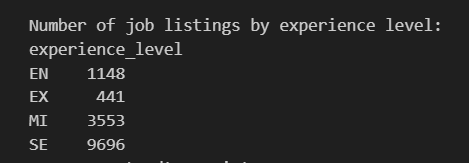 Number of job listings by experience level:
experience_level
EN    1148
EX     441
MI    3553
SE    9696